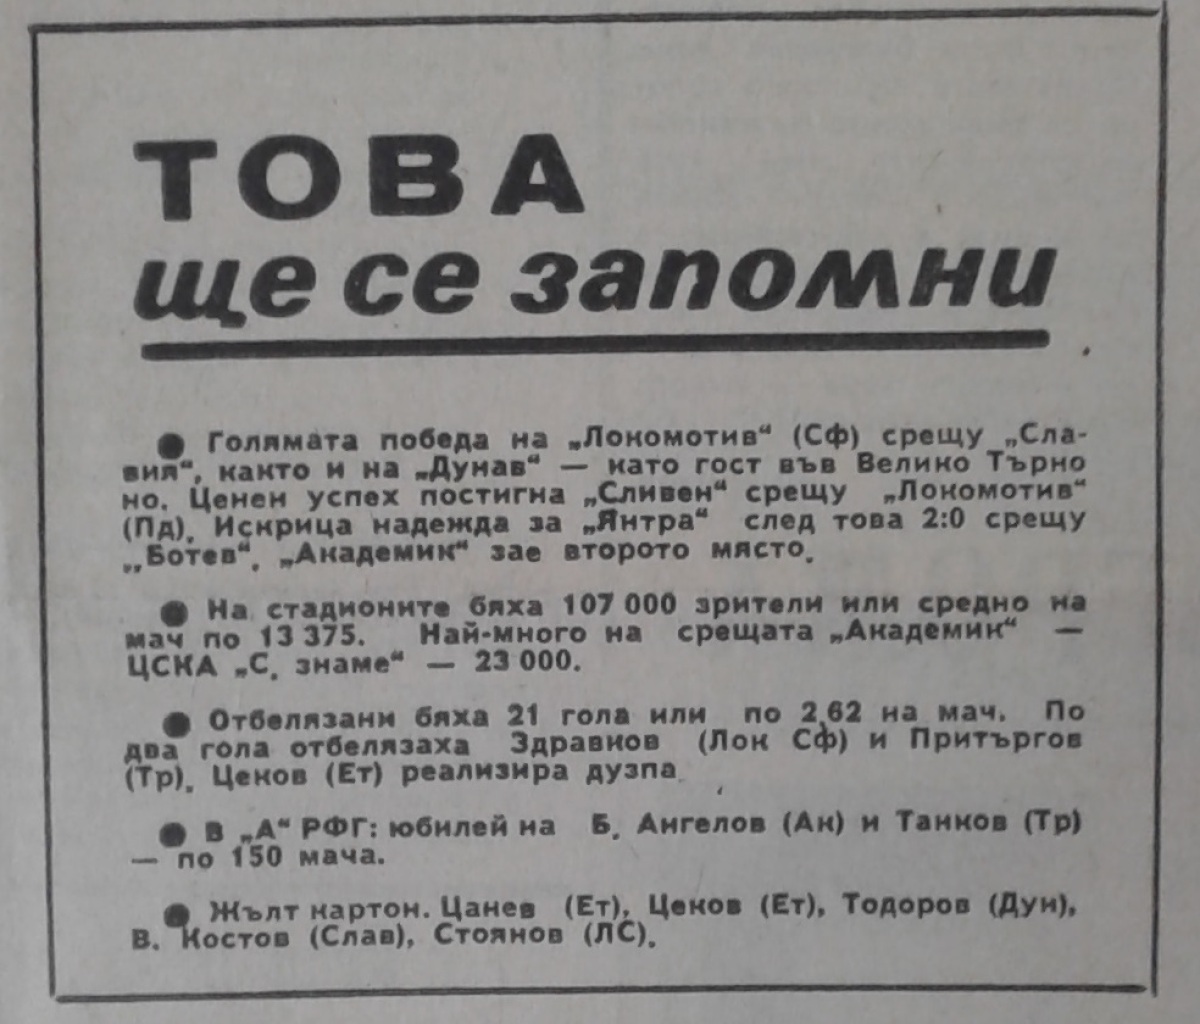 ТОВА
ще се запомни
● Голямата победа на „Локомотив“ (Сф) срещу „Сла-
вия“, както и на „Дунав“ — като гост във Велико Търно
но. Ценен успех постигна „Сливен“ срещу „Локомотив“
(Пд). Искрица надежда за „Янтра“ след това 2:0 срещу
„Ботев“. „Академик“ зае второто място.
● На стадионите бяха 107 000 зрители или средно на
мач по 13 375. Най-много на срещата „Академик“ —
ЦСКА „С. знаме“ — 23 000.
● Отбелязани бяха 21 гола или по 2,62 на мач. По
два гола отбелязаха Здравков (Лок Сф) и Притъргов
(Тр). Цеков (Ет) реализира дузпа
● В „А“ РФГ: юбилей на Б. Ангелов (Ак) и Танков (Тр)
— по 150 мача.
● Жълт картон. Цанев (Ет), Цеков (Ет), Тодоров (Дун),
В. Костов (Слав), Стоянов (ЛС).